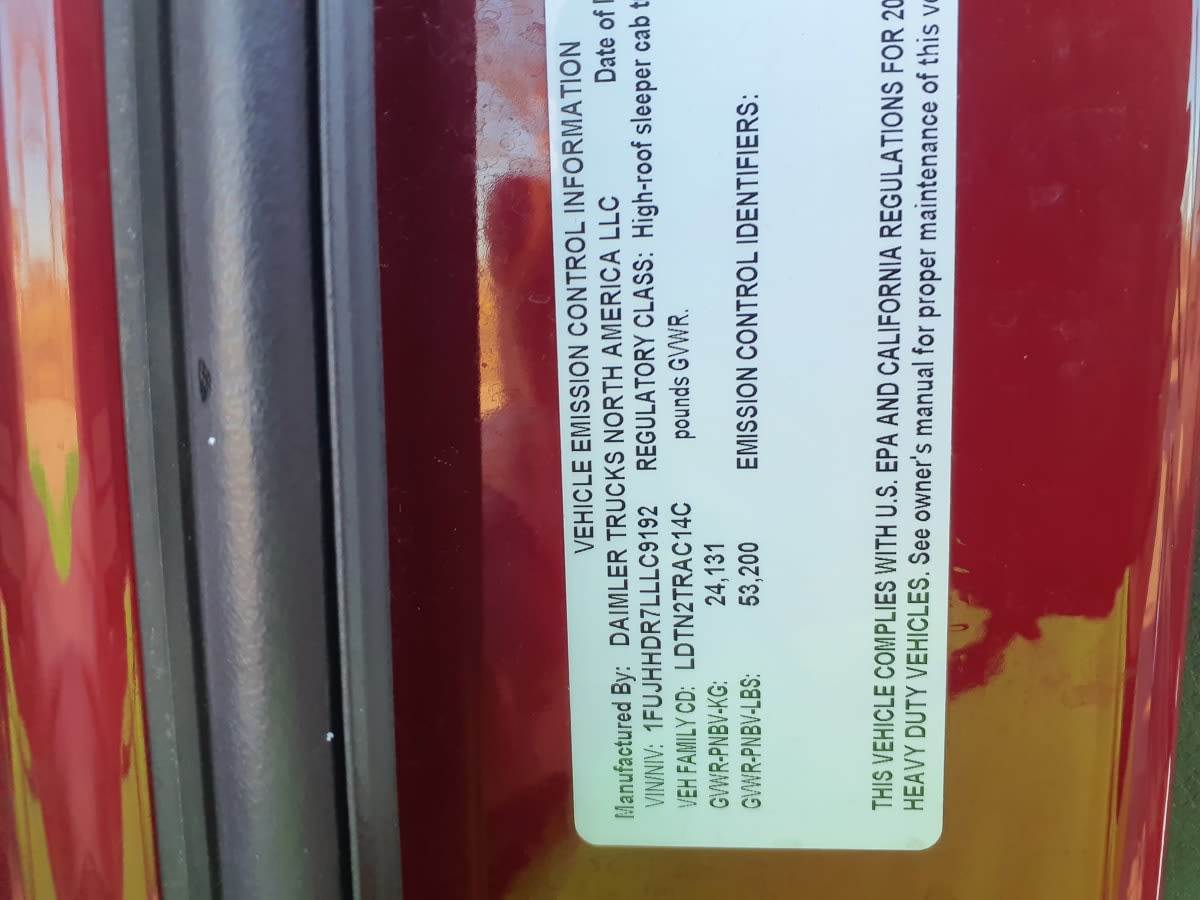 VEHICLE EMISSION CONTROL INFORMATION
Manufactured By: DAIMLER TRUCKS NORTH AMERICA LLC Date of
VIN/NIV: 1FUJHHDR7LLLC9192 REGULATORY CLASS: High-roof sleeper cab
VEH FAMILY CD: LDTN2TRAC14C pounds GVWR.
GVWR-PNBV-KG: 24,131
GVWR-PNBV-LBS: 53,200 EMISSION CONTROL IDENTIFIERS:
THIS VEHICLE COMPLIES WITH U.S. EPA AND CALIFORNIA REGULATIONS FOR 20
HEAVY DUTY VEHICLES. See owner's manual for proper maintenance of this